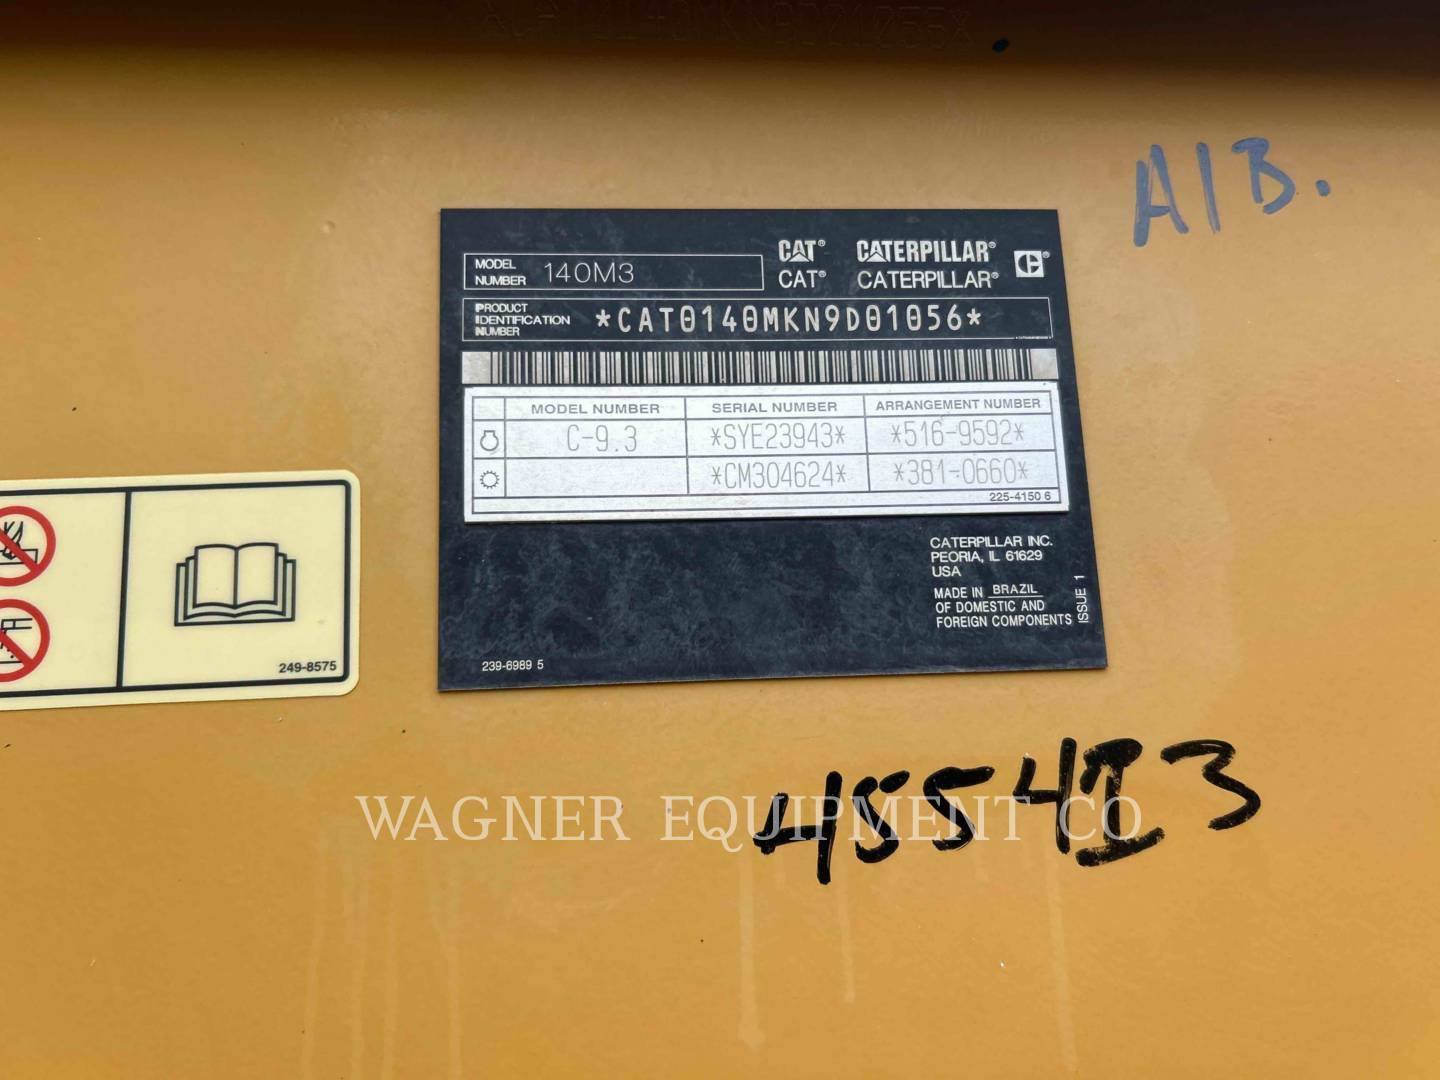 A/B.
MODEL NUMBER 140M3
CAT® CATERPILLAR®
CAT® CATERPILLAR®
PRODUCT IDENTIFICATION NUMBER *CAT0140MKN9D01056*
MODEL NUMBER SERIAL NUMBER ARRANGEMENT NUMBER
C-9.3 *SYE23943* *516-9592*
*CM304624* *381-0660*
225-4150 6
CATERPILLAR INC.
PEORIA, IL 61629
USA
MADE IN BRAZIL
OF DOMESTIC AND
FOREIGN COMPONENTS
ISSUE 1
239-6989 5
249-8575
WAGNER EQUIPMENT CO
4554I3